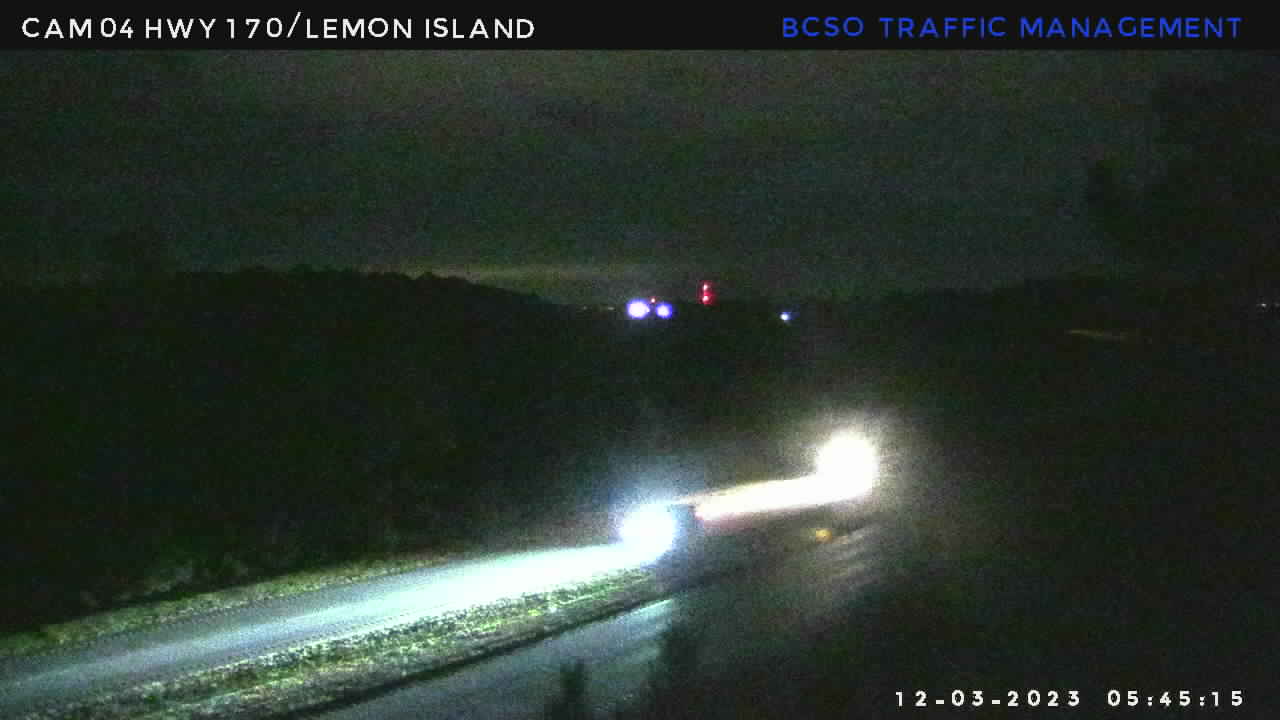 CAM04 HWY 170/LEMON ISLAND
BCSO TRAFFIC MANAGEMENT
12-03-2023 05:45:15